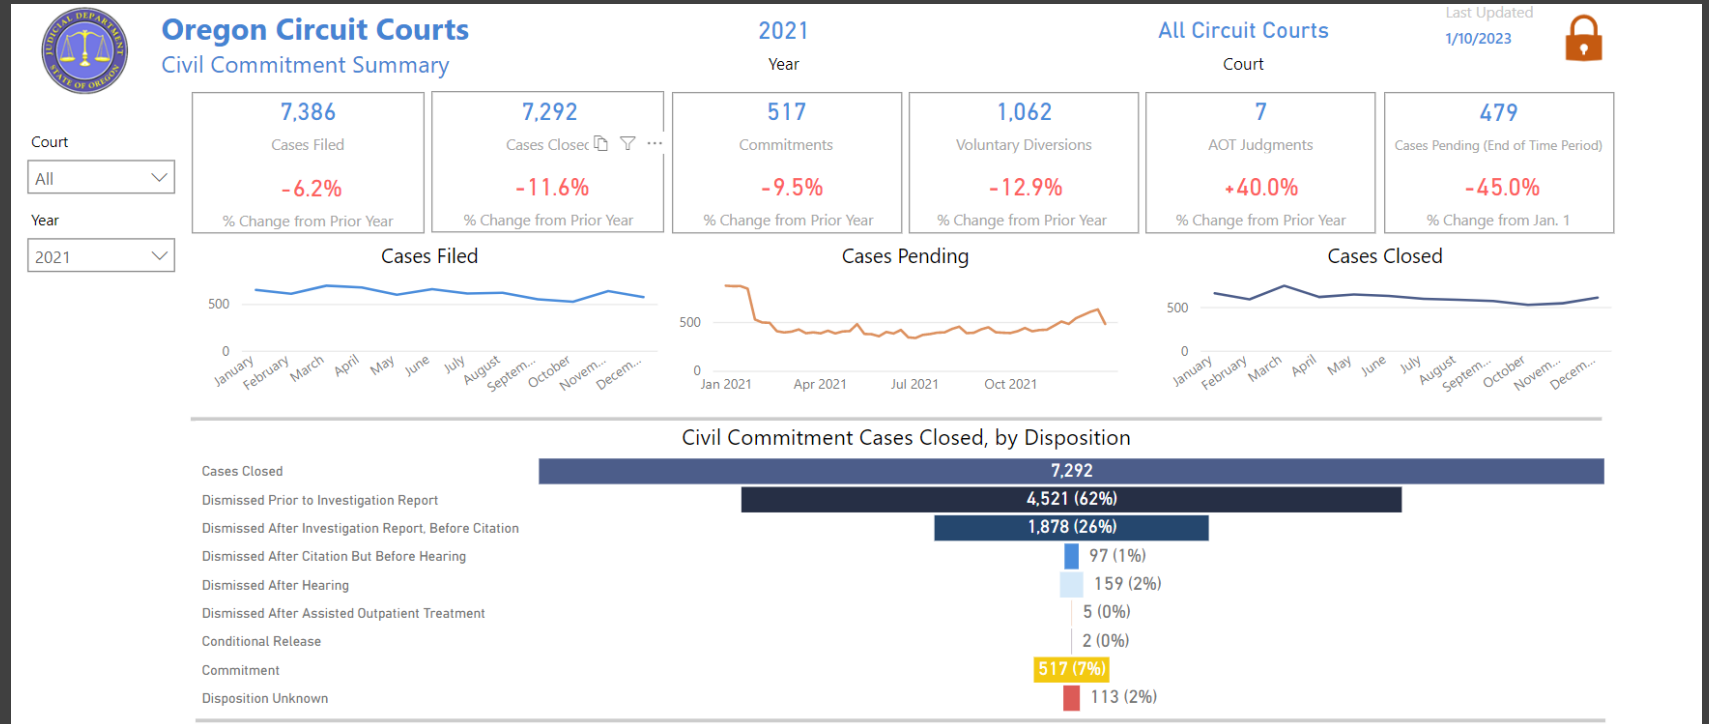 JUDICIAL DEPARTMENT
STATE OF OREGON
Oregon Circuit Courts
Civil Commitment Summary
2021
Year
All Circuit Courts
Court
Last Updated
1/10/2023
Court
All
Year
2021
7,386
Cases Filed
-6.2%
% Change from Prior Year
7,292
Cases Closed
-11.6%
% Change from Prior Year
517
Commitments
-9.5%
% Change from Prior Year
1,062
Voluntary Diversions
-12.9%
% Change from Prior Year
7
AOT Judgments
+40.0%
% Change from Prior Year
479
Cases Pending (End of Time Period)
-45.0%
% Change from Jan. 1
Cases Filed
500
0
January
February
March
April
May
June
July
August
Septem...
October
Novem...
Decem...
Cases Pending
500
0
Jan 2021
Apr 2021
Jul 2021
Oct 2021
Cases Closed
500
0
January
February
March
April
May
June
July
August
Septem...
October
Novem...
Decem...
Civil Commitment Cases Closed, by Disposition
Cases Closed 7,292
Dismissed Prior to Investigation Report 4,521 (62%)
Dismissed After Investigation Report, Before Citation 1,878 (26%)
Dismissed After Citation But Before Hearing 97 (1%)
Dismissed After Hearing 159 (2%)
Dismissed After Assisted Outpatient Treatment 5 (0%)
Conditional Release 2 (0%)
Commitment 517 (7%)
Disposition Unknown 113 (2%)